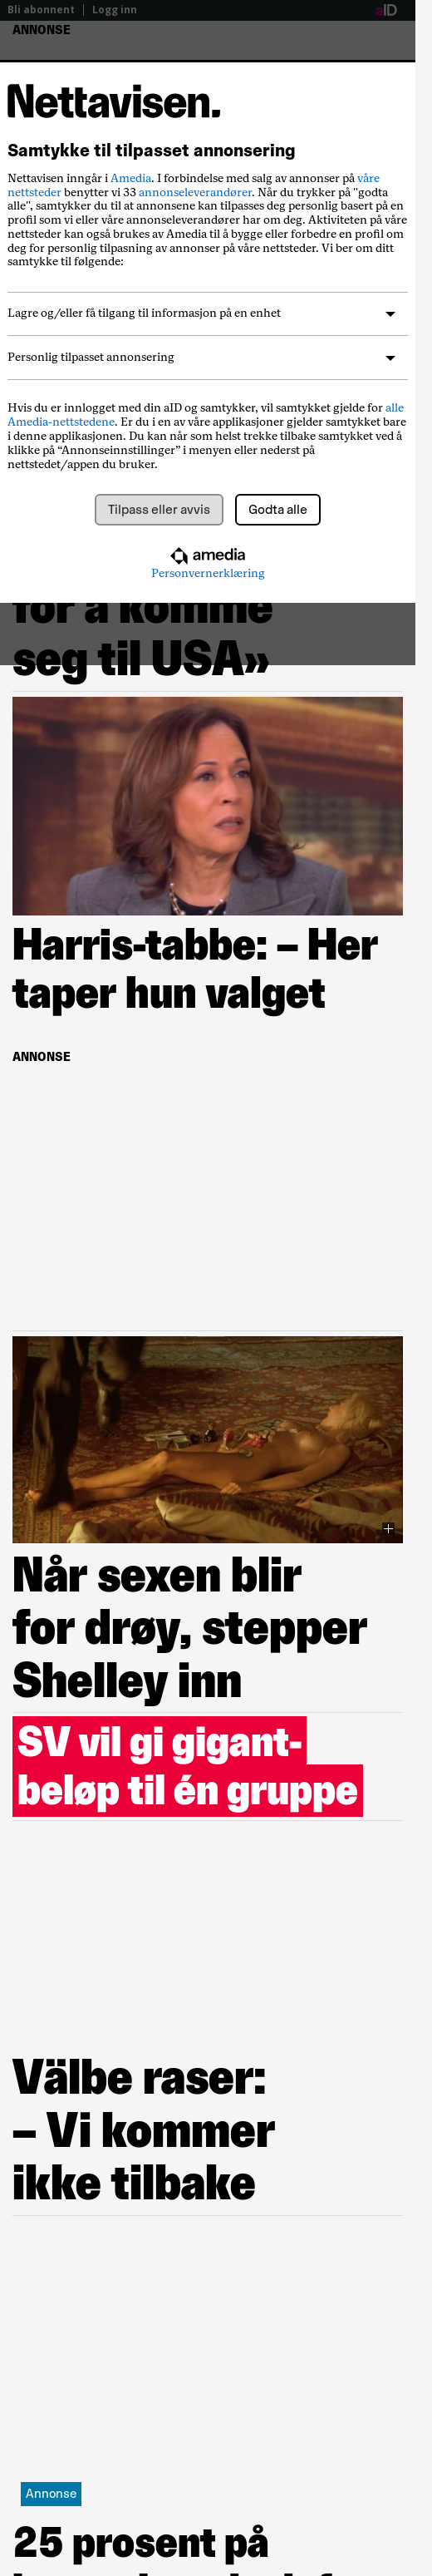 Bli abonnent | Logg inn
aID
ANNONSE
Nettavisen.
Samtykke til tilpasset annonsering
Nettavisen inngår i Amedia. I forbindelse med salg av annonser på våre
nettsteder benytter vi 33 annonseleverandører. Når du trykker på "godta
alle", samtykker du til at annonsene kan tilpasses deg personlig basert på en
profil som vi eller våre annonseleverandører har om deg. Aktiviteten på våre
nettsteder kan også brukes av Amedia til å bygge eller forbedre en profil om
deg for personlig tilpasning av annonser på våre nettsteder. Vi ber om ditt
samtykke til følgende:
Lagre og/eller få tilgang til informasjon på en enhet
Personlig tilpasset annonsering
Hvis du er innlogget med din aID og samtykker, vil samtykket gjelde for alle
Amedia-nettstedene. Er du i en av våre applikasjoner gjelder samtykket bare
i denne applikasjonen. Du kan når som helst trekke tilbake samtykket ved å
klikke på “Annonseinnstillinger” i menyen eller nederst på
nettstedet/appen du bruker.
Tilpass eller avvis
Godta alle
amedia
Personvernerklæring
for å komme
seg til USA»
Harris-tabbe: – Her
taper hun valget
ANNONSE
Når sexen blir
for drøy, stepper
Shelley inn
SV vil gi gigant-
beløp til én gruppe
Välbe raser:
– Vi kommer
ikke tilbake
Annonse
25 prosent på